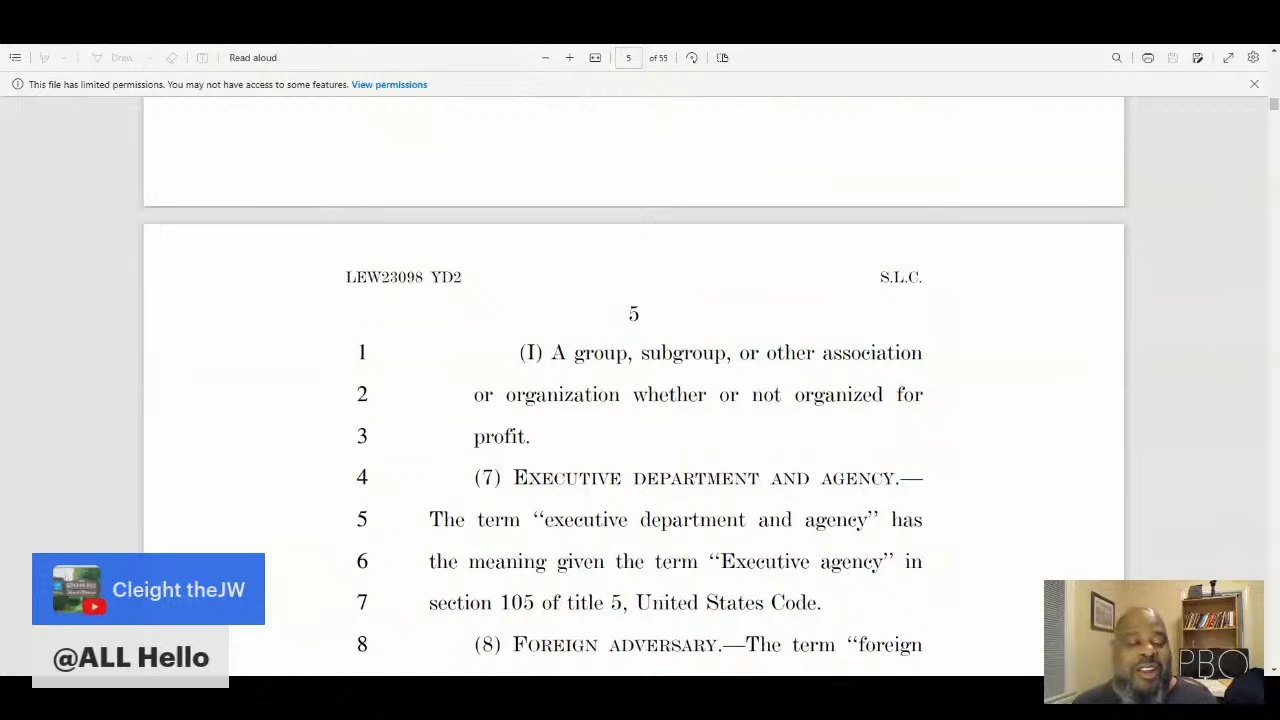 Draw
Read aloud
5 of 55
This file has limited permissions. You may not have access to some features. View permissions
LEW23098 YD2 S.L.C.
5
1 (I) A group, subgroup, or other association
2 or organization whether or not organized for
3 profit.
4 (7) EXECUTIVE DEPARTMENT AND AGENCY.—
5 The term ‘‘executive department and agency’’ has
6 the meaning given the term ‘‘Executive agency’’ in
7 section 105 of title 5, United States Code.
8 (8) FOREIGN ADVERSARY.—The term ‘‘foreign
Cleight theJW
@ALL Hello
PBO